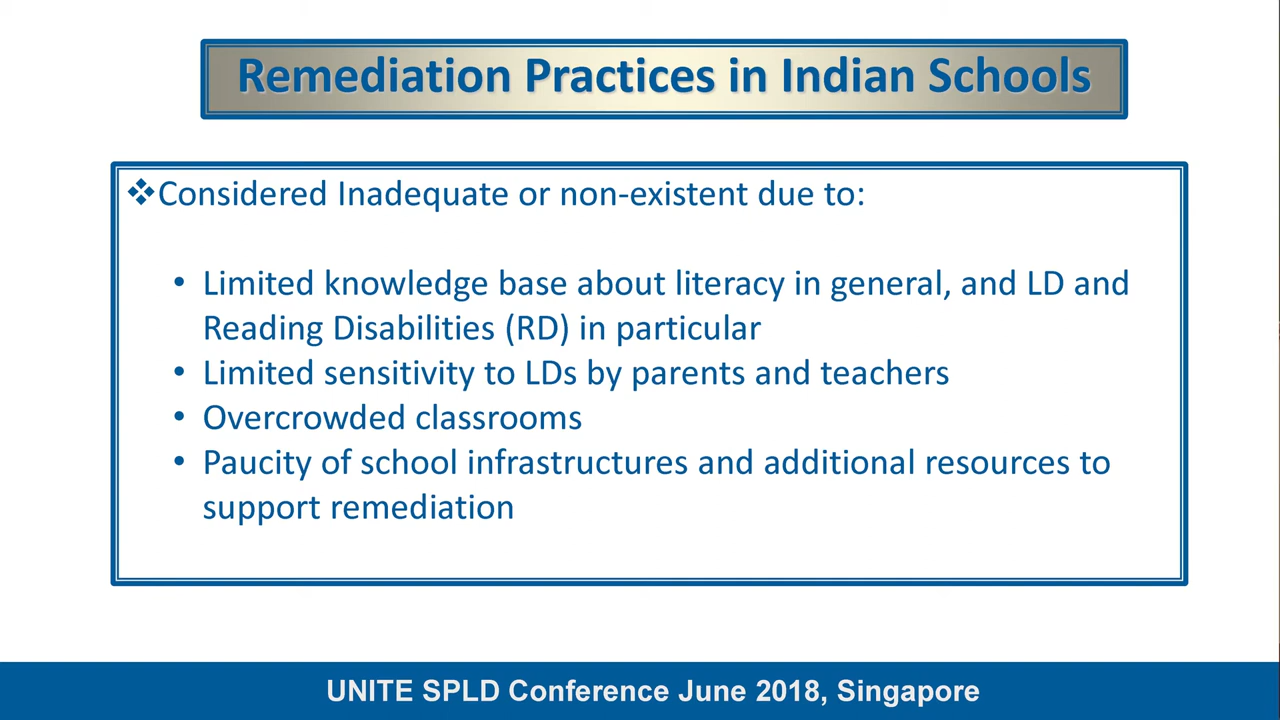 Remediation Practices in Indian Schools
❖Considered Inadequate or non-existent due to:
• Limited knowledge base about literacy in general, and LD and
Reading Disabilities (RD) in particular
• Limited sensitivity to LDs by parents and teachers
• Overcrowded classrooms
• Paucity of school infrastructures and additional resources to
support remediation
UNITE SPLD Conference June 2018, Singapore